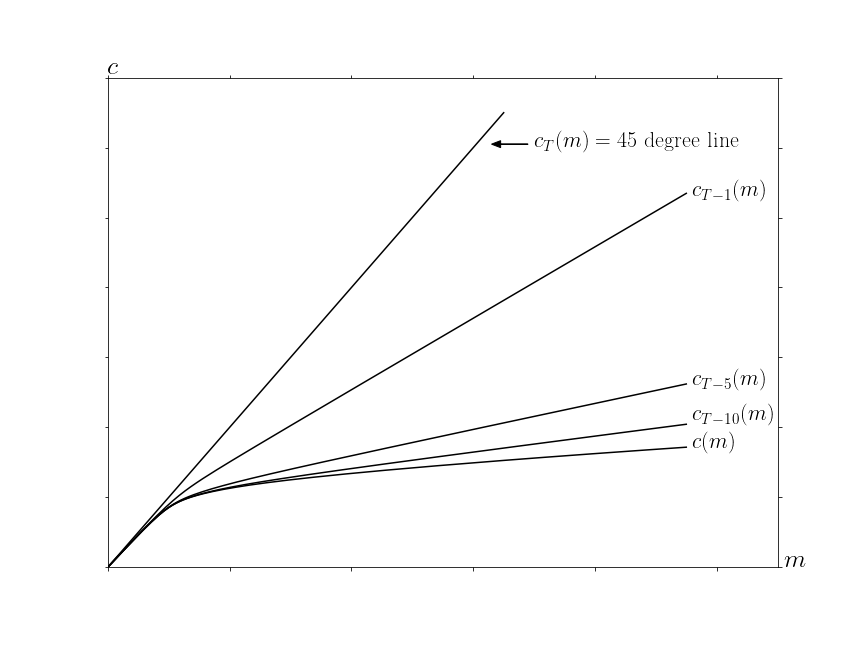 c
c_T(m) = 45 degree line
c_{T−1}(m)
c_{T−5}(m)
c_{T−10}(m)
c(m)
m